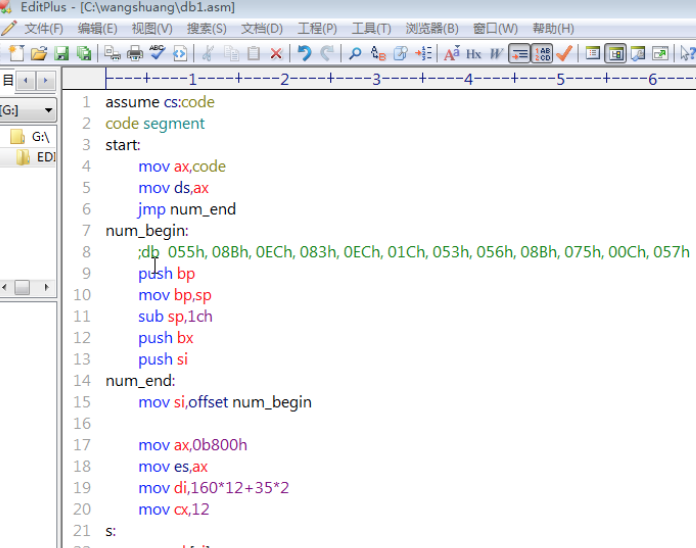 EditPlus - [C:\wangshuang\db1.asm]
文件(F) 编辑(E) 视图(V) 搜索(S) 文档(D) 工程(P) 工具(T) 浏览器(B) 窗口(W) 帮助(H)
目
----+----1----+----2----+----3----+----4----+----5----+----6----
[G:]
G:\
EDI
1 assume cs:code
2 code segment
3 start:
4 mov ax,code
5 mov ds,ax
6 jmp num_end
7 num_begin:
8 ;db 055h, 08Bh, 0ECh, 083h, 0ECh, 01Ch, 053h, 056h, 08Bh, 075h, 00Ch, 057h
9 push bp
10 mov bp,sp
11 sub sp,1ch
12 push bx
13 push si
14 num_end:
15 mov si,offset num_begin
16
17 mov ax,0b800h
18 mov es,ax
19 mov di,160*12+35*2
20 mov cx,12
21 s: